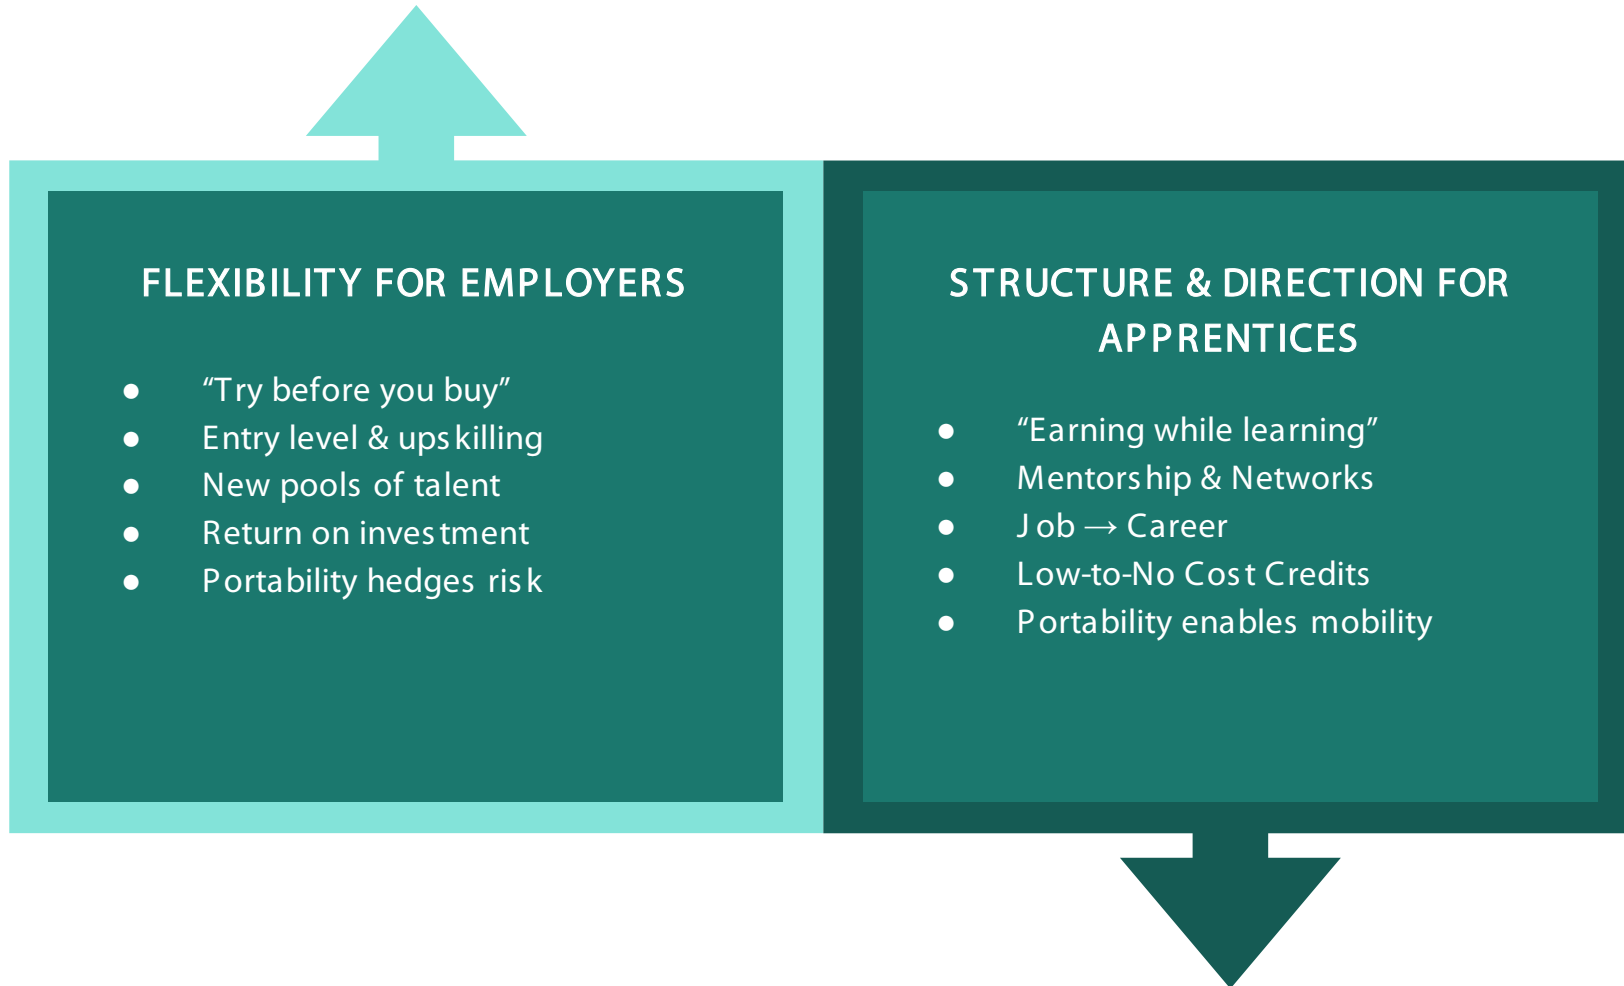 FLEXIBILITY FOR EMPLOYERS
● “Try before you buy”
● Entry level & upskilling
● New pools of talent
● Return on investment
● Portability hedges risk
STRUCTURE & DIRECTION FOR
APPRENTICES
● “Earning while learning”
● Mentorship & Networks
● Job → Career
● Low-to-No Cost Credits
● Portability enables mobility